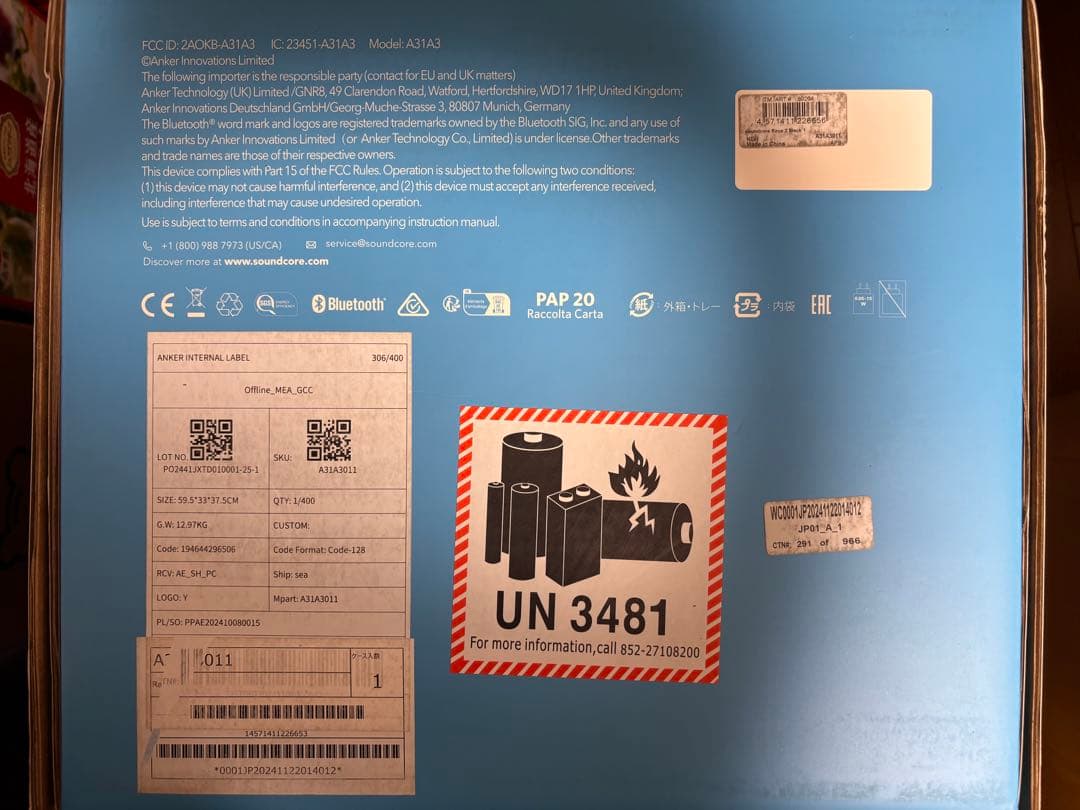 FCC ID: 2AOKB-A31A3 IC: 23451-A31A3 Model: A31A3
©Anker Innovations Limited
The following importer is the responsible party (contact for EU and UK matters)
Anker Technology (UK) Limited /GNR8, 49 Clarendon Road, Watford, Hertfordshire, WD17 1HP, United Kingdom;
Anker Innovations Deutschland GmbH/Georg-Muche-Strasse 3, 80807 Munich, Germany
The Bluetooth® word mark and logos are registered trademarks owned by the Bluetooth SIG, Inc. and any use of
such marks by Anker Innovations Limited (or Anker Technology Co., Limited) is under license.Other trademarks
and trade names are those of their respective owners.
This device complies with Part 15 of the FCC Rules. Operation is subject to the following two conditions:
(1) this device may not cause harmful interference, and (2) this device must accept any interference received,
including interference that may cause undesired operation.
Use is subject to terms and conditions in accompanying instruction manual.
+1 (800) 988 7973 (US/CA) service@soundcore.com
Discover more at www.soundcore.com
4571411226656
A31A3011
Made in China
CE SGS Bluetooth® PAP 20 紙 : 外箱・トレー プラ : 内袋 EAC
Raccolta Carta
ANKER INTERNAL LABEL 306/400
Offline_MEA_GCC
LOT NO. SKU:
PO2441JXTD010001-25-1 A31A3011
SIZE: 59.5*33*37.5CM QTY: 1/400
G.W: 12.97KG CUSTOM:
Code: 194644296506 Code Format: Code-128
RCV: AE_SH_PC Ship: sea
LOGO: Y Mpart: A31A3011
PL/SO: PPAE202410080015
ケース入数
1
14571411226653
*0001JP20241122014012*
UN 3481
For more information,call 852-27108200
WC0001JP20241122014012
JP01_A_1
CTN#: 291 of 966